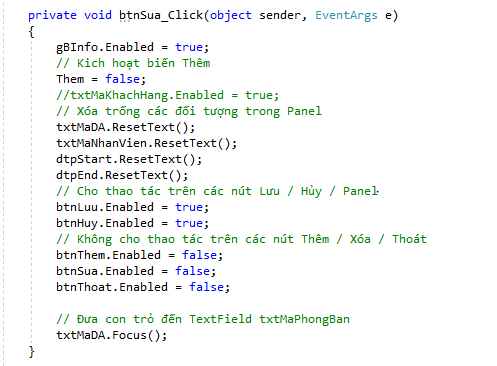 private void btnSua_Click(object sender, EventArgs e)
{
gBInfo.Enabled = true;
// Kich hoạt biến Thêm
Them = false;
//txtMaKhachHang.Enabled = true;
// Xóa trống các đối tượng trong Panel
txtMaDA.ResetText();
txtMaNhanVien.ResetText();
dtpStart.ResetText();
dtpEnd.ResetText();
// Cho thao tác trên các nút Lưu / Hủy / Panel
btnLuu.Enabled = true;
btnHuy.Enabled = true;
// Không cho thao tác trên các nút Thêm / Xóa / Thoát
btnThem.Enabled = false;
btnSua.Enabled = false;
btnThoat.Enabled = false;
// Đưa con trỏ đến TextField txtMaPhongBan
txtMaDA.Focus();
}